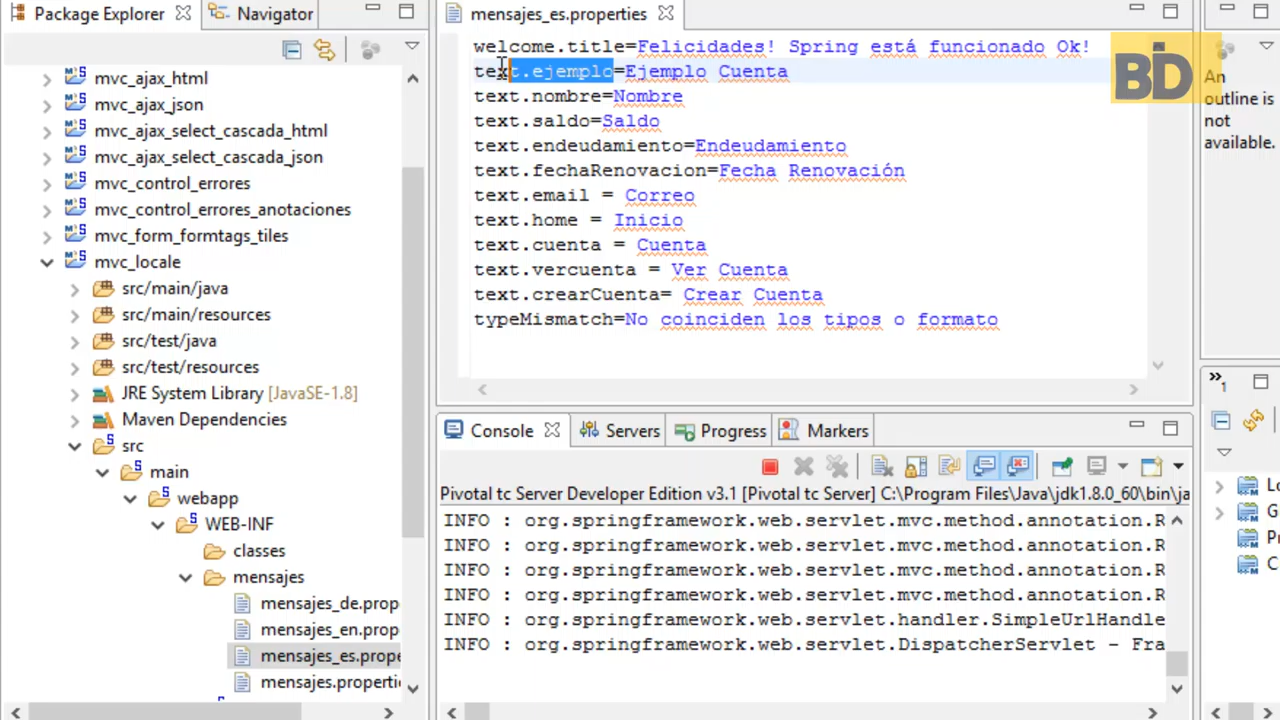 Package Explorer
Navigator
mensajes_es.properties
mvc_ajax_html
mvc_ajax_json
mvc_ajax_select_cascada_html
mvc_ajax_select_cascada_json
mvc_control_errores
mvc_control_errores_anotaciones
mvc_form_formtags_tiles
mvc_locale
src/main/java
src/main/resources
src/test/java
src/test/resources
JRE System Library [JavaSE-1.8]
Maven Dependencies
src
main
webapp
WEB-INF
classes
mensajes
mensajes_de.prop
mensajes_en.prop
mensajes_es.prope
mensajes.properti
welcome.title=Felicidades! Spring está funcionado Ok!
text.ejemplo=Ejemplo Cuenta
text.nombre=Nombre
text.saldo=Saldo
text.endeudamiento=Endeudamiento
text.fechaRenovacion=Fecha Renovación
text.email = Correo
text.home = Inicio
text.cuenta = Cuenta
text.vercuenta = Ver Cuenta
text.crearCuenta= Crear Cuenta
typeMismatch=No coinciden los tipos o formato
BD
An
outline is
not
available.
Console
Servers
Progress
Markers
Pivotal tc Server Developer Edition v3.1 [Pivotal tc Server] C:\Program Files\Java\jdk1.8.0_60\bin\ja
INFO : org.springframework.web.servlet.mvc.method.annotation.R
INFO : org.springframework.web.servlet.mvc.method.annotation.R
INFO : org.springframework.web.servlet.mvc.method.annotation.R
INFO : org.springframework.web.servlet.mvc.method.annotation.R
INFO : org.springframework.web.servlet.handler.SimpleUrlHandle
INFO : org.springframework.web.servlet.DispatcherServlet - Fra
1
Lo
G
Pr
C